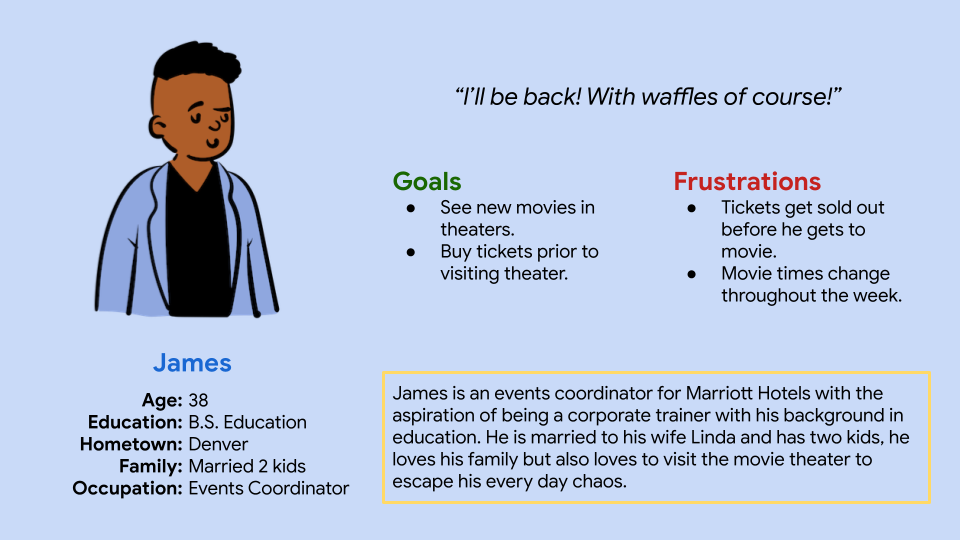 “I’ll be back! With waffles of course!”
Goals
● See new movies in
theaters.
● Buy tickets prior to
visiting theater.
Frustrations
● Tickets get sold out
before he gets to
movie.
● Movie times change
throughout the week.
James
Age: 38
Education: B.S. Education
Hometown: Denver
Family: Married 2 kids
Occupation: Events Coordinator
James is an events coordinator for Marriott Hotels with the
aspiration of being a corporate trainer with his background in
education. He is married to his wife Linda and has two kids, he
loves his family but also loves to visit the movie theater to
escape his every day chaos.